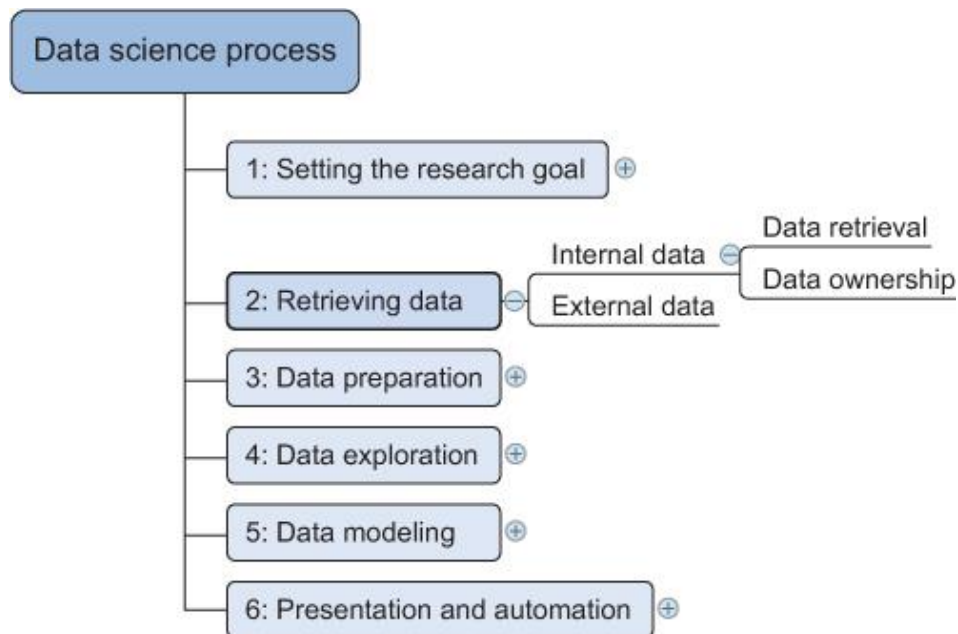 Data science process
1: Setting the research goal
Data retrieval
Internal data
Data ownership
2: Retrieving data
External data
3: Data preparation
4: Data exploration
5: Data modeling
6: Presentation and automation